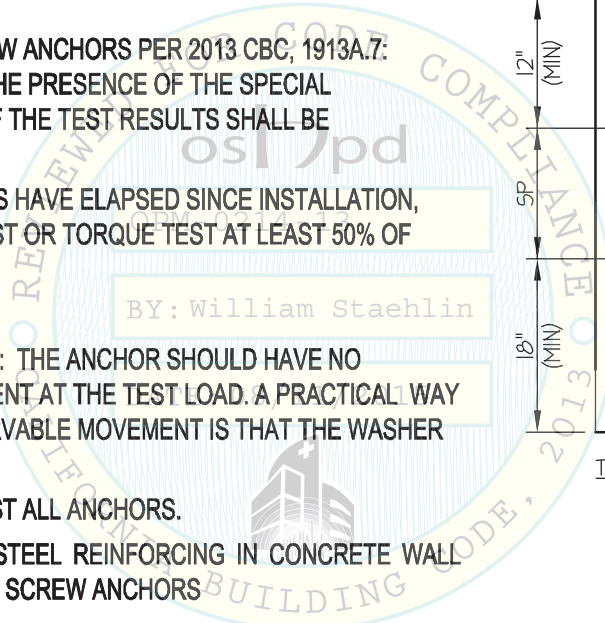 W ANCHORS PER 2013 CBC, 1913A.7:
HE PRESENCE OF THE SPECIAL
F THE TEST RESULTS SHALL BE
S HAVE ELAPSED SINCE INSTALLATION,
ST OR TORQUE TEST AT LEAST 50% OF
: THE ANCHOR SHOULD HAVE NO
ENT AT THE TEST LOAD. A PRACTICAL WAY
RVABLE MOVEMENT IS THAT THE WASHER
ST ALL ANCHORS.
STEEL REINFORCING IN CONCRETE WALL
SCREW ANCHORS
REVIEWED FOR CODE COMPLIANCE
oshpd
OPM-0214-13
BY: William Staehlin
CALIFORNIA BUILDING CODE, 2013
12"
(MIN)
SP
18"
(MIN)